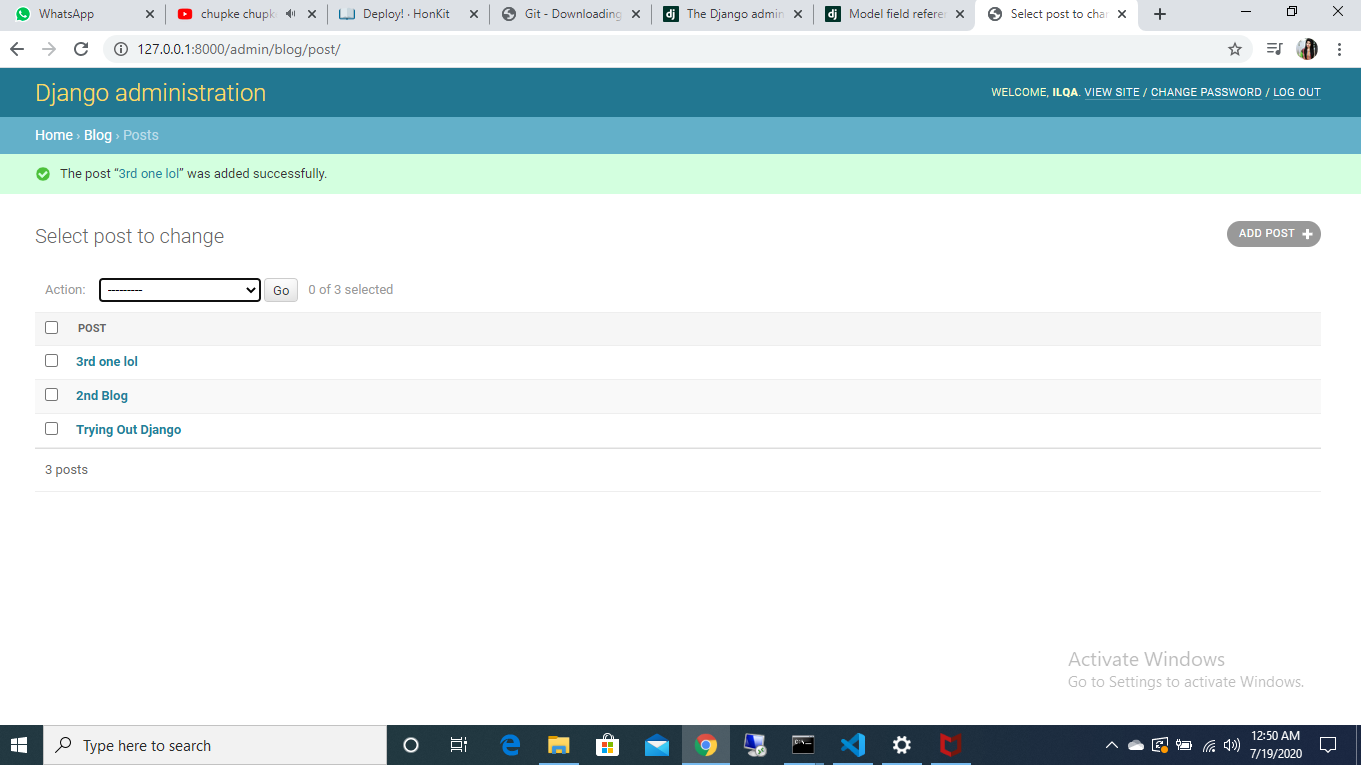 WhatsApp
chupke chupk
Deploy! · HonKit
Git - Downloading
The Django admin
Model field refere
Select post to char
127.0.0.1:8000/admin/blog/post/
Django administration
WELCOME, ILQA. VIEW SITE / CHANGE PASSWORD / LOG OUT
Home › Blog › Posts
The post “3rd one lol” was added successfully.
Select post to change
ADD POST +
Action: --------- Go 0 of 3 selected
POST
3rd one lol
2nd Blog
Trying Out Django
3 posts
Activate Windows
Go to Settings to activate Windows.
Type here to search
12:50 AM
7/19/2020